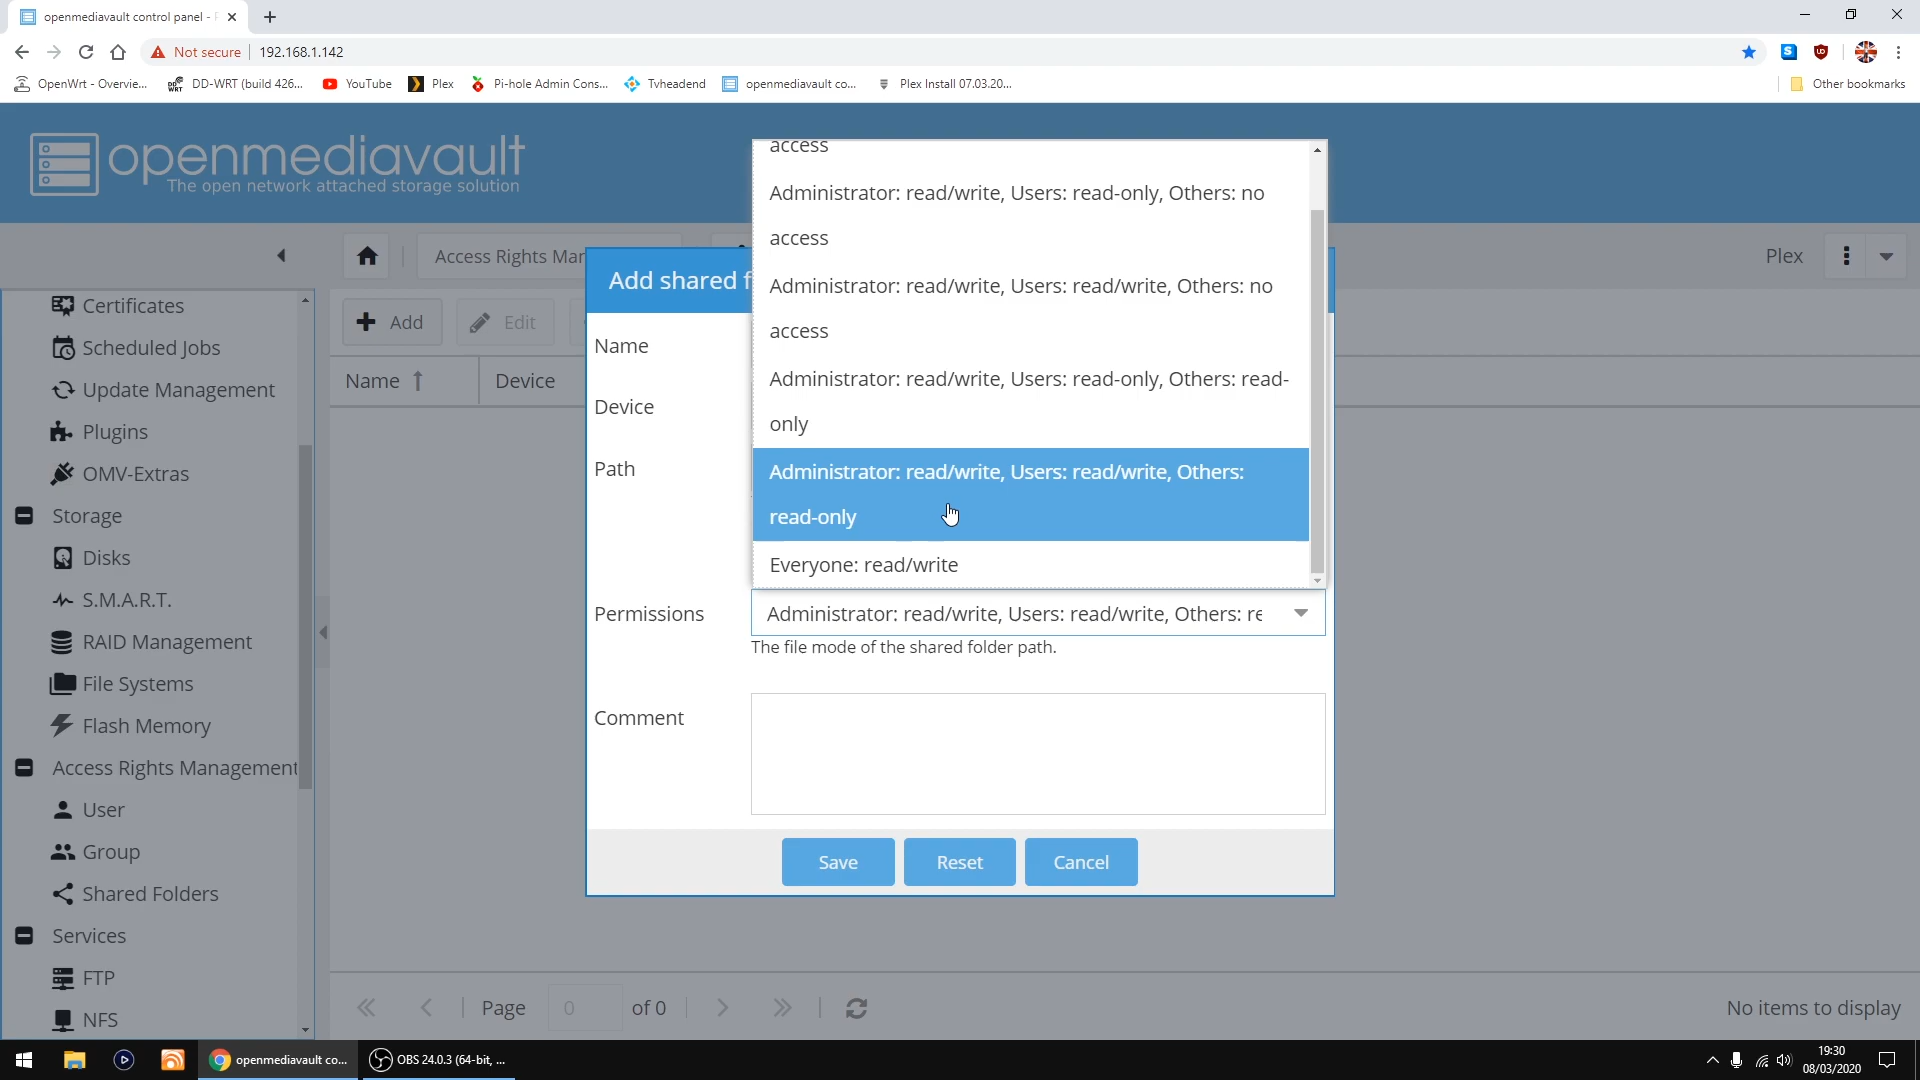 openmediavault control panel -
Not secure
192.168.1.142
OpenWrt - Overvie...
DD-WRT (build 426...
YouTube
Plex
Pi-hole Admin Cons...
Tvheadend
openmediavault co...
Plex Install 07.03.20...
Other bookmarks
openmediavault
The open network attached storage solution
Access Rights Mar
Plex
Certificates
Scheduled Jobs
Update Management
Plugins
OMV-Extras
Storage
Disks
S.M.A.R.T.
RAID Management
File Systems
Flash Memory
Access Rights Management
User
Group
Shared Folders
Services
FTP
NFS
Add
Edit
Name
Device
Add shared f
Name
Device
Path
access
Administrator: read/write, Users: read-only, Others: no
access
Administrator: read/write, Users: read/write, Others: no
access
Administrator: read/write, Users: read-only, Others: read-
only
Administrator: read/write, Users: read/write, Others:
read-only
Everyone: read/write
Permissions
Administrator: read/write, Users: read/write, Others: re
The file mode of the shared folder path.
Comment
Save
Reset
Cancel
Page
0
of 0
No items to display
openmediavault co...
OBS 24.0.3 (64-bit, ...
19:30
08/03/2020